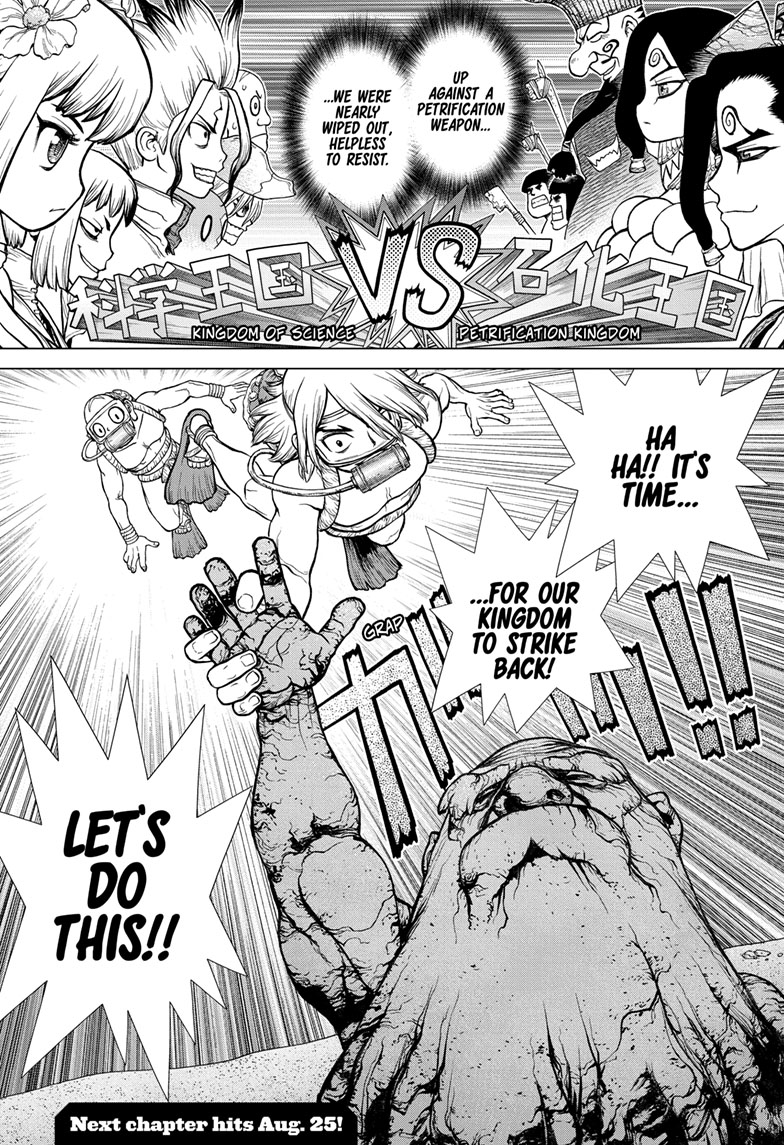 UP
AGAINST A
PETRIFICATION
WEAPON...
...WE WERE
NEARLY
WIPED OUT,
HELPLESS
TO RESIST.
VS
科学王国
石化王国
KINGDOM OF SCIENCE
PETRIFICATION KINGDOM
HA
HA!! IT'S
TIME...
...FOR OUR
KINGDOM
TO STRIKE
BACK!
GRAP
LET'S
DO
THIS!!
Next chapter hits Aug. 25!